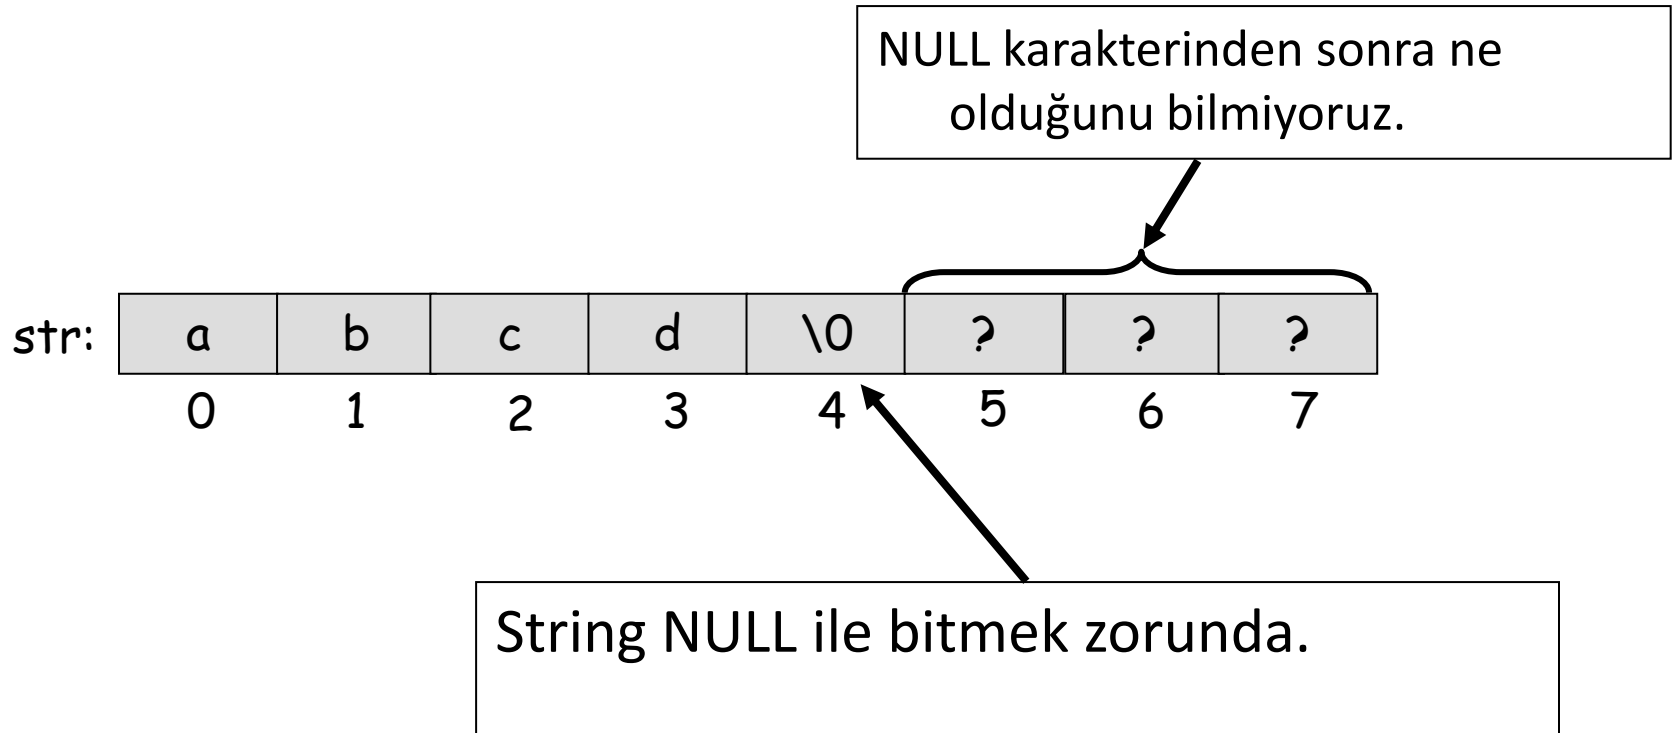 NULL karakterinden sonra ne
olduğunu bilmiyoruz.
str: a b c d \0 ? ? ?
0 1 2 3 4 5 6 7
String NULL ile bitmek zorunda.